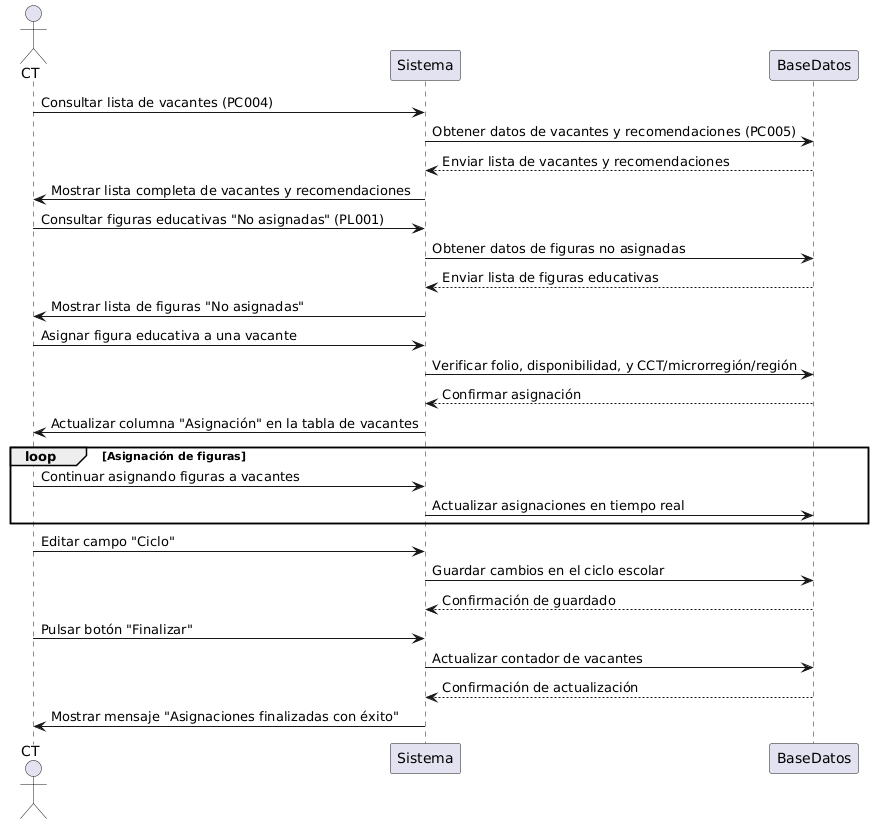 CT
Sistema
BaseDatos
Consultar lista de vacantes (PC004)
Obtener datos de vacantes y recomendaciones (PC005)
Enviar lista de vacantes y recomendaciones
Mostrar lista completa de vacantes y recomendaciones
Consultar figuras educativas "No asignadas" (PL001)
Obtener datos de figuras no asignadas
Enviar lista de figuras educativas
Mostrar lista de figuras "No asignadas"
Asignar figura educativa a una vacante
Verificar folio, disponibilidad, y CCT/microrregión/región
Confirmar asignación
Actualizar columna "Asignación" en la tabla de vacantes
loop [Asignación de figuras]
Continuar asignando figuras a vacantes
Actualizar asignaciones en tiempo real
Editar campo "Ciclo"
Guardar cambios en el ciclo escolar
Confirmación de guardado
Pulsar botón "Finalizar"
Actualizar contador de vacantes
Confirmación de actualización
Mostrar mensaje "Asignaciones finalizadas con éxito"
CT
Sistema
BaseDatos